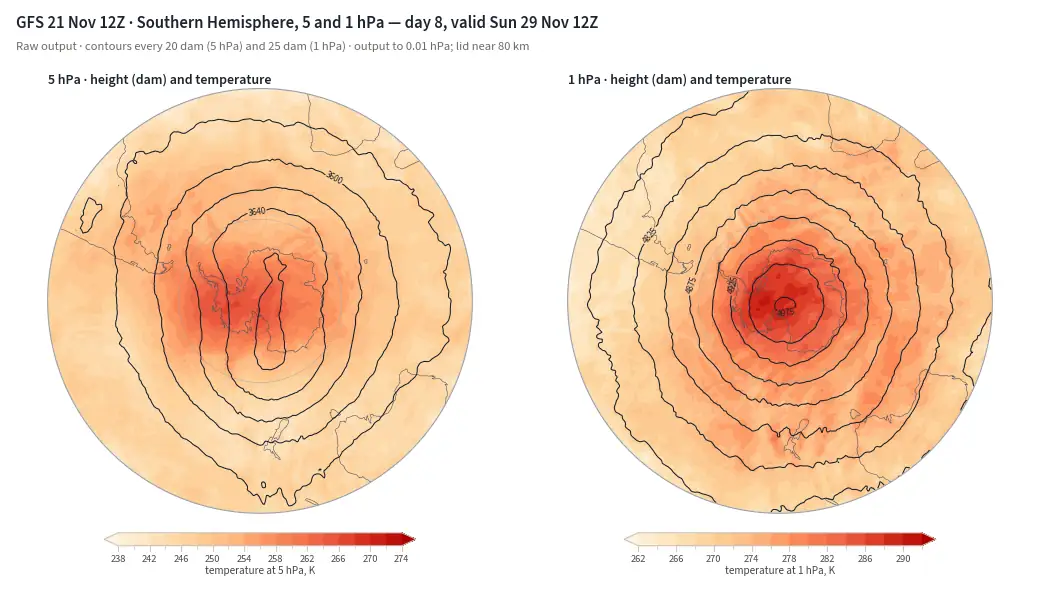 GFS 21 Nov 12Z · Southern Hemisphere, 5 and 1 hPa — day 8, valid Sun 29 Nov 12Z
Raw output · contours every 20 dam (5 hPa) and 25 dam (1 hPa) · output to 0.01 hPa; lid near 80 km
5 hPa · height (dam) and temperature
1 hPa · height (dam) and temperature
3600
3640
4825
4875
4925
4975
238 242 246 250 254 258 262 266 270 274
temperature at 5 hPa, K
262 266 270 274 278 282 286 290
temperature at 1 hPa, K